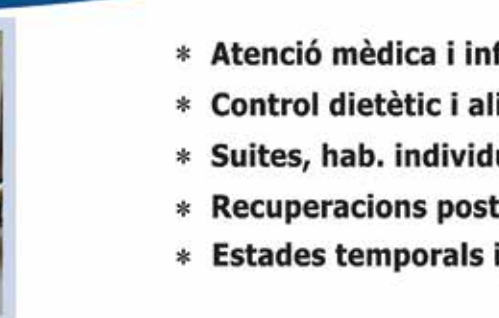 * Atenció mèdica i inf
* Control dietètic i ali
* Suites, hab. individu
* Recuperacions post
* Estades temporals i